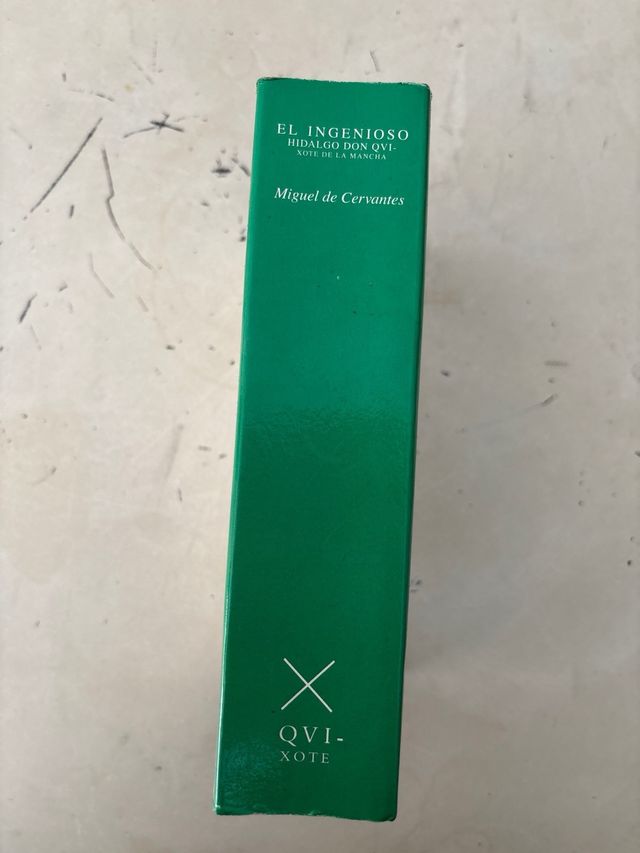 EL INGENIOSO
HIDALGO DON QVI-
XOTE DE LA MANCHA
Miguel de Cervantes
QVI-
XOTE